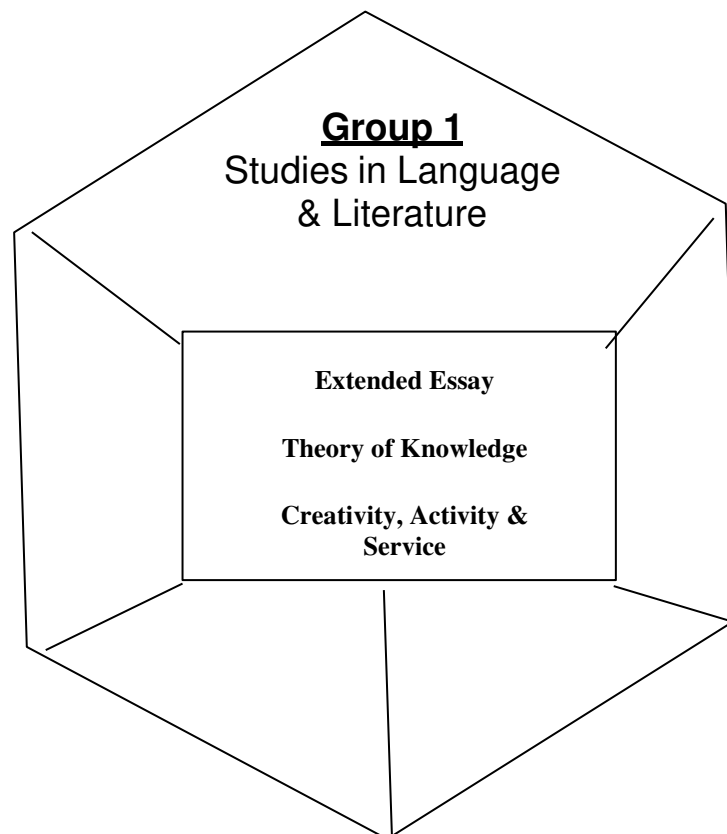 Group 1
Studies in Language
& Literature
Extended Essay
Theory of Knowledge
Creativity, Activity &
Service